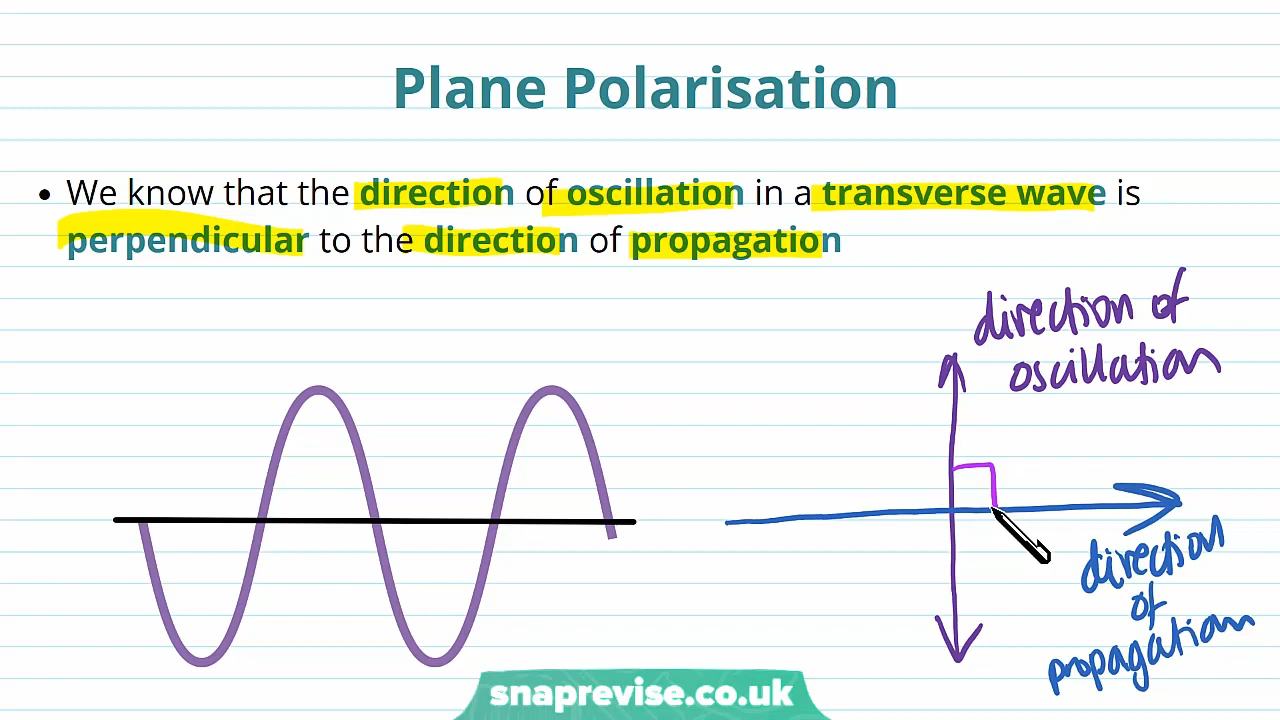 Plane Polarisation
• We know that the direction of oscillation in a transverse wave is
perpendicular to the direction of propagation
direction of
oscillation
direction
of
propagation
snaprevise.co.uk